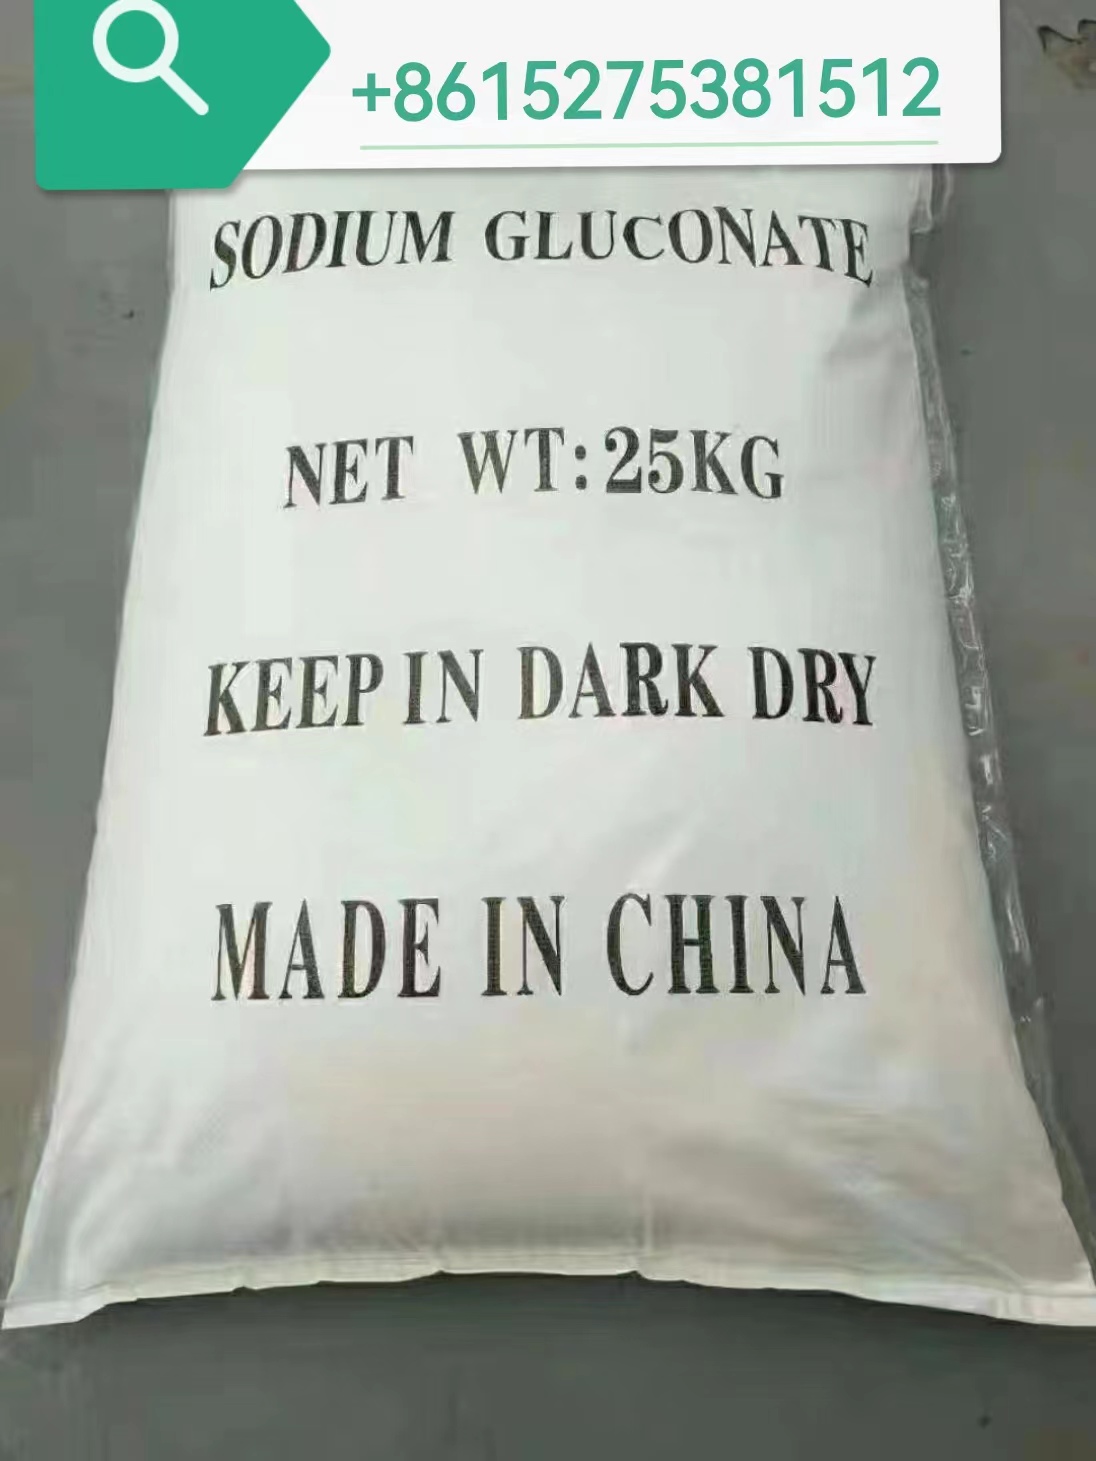 +8615275381512
SODIUM GLUCONATE
NET WT:25KG
KEEP IN DARK DRY
MADE IN CHINA